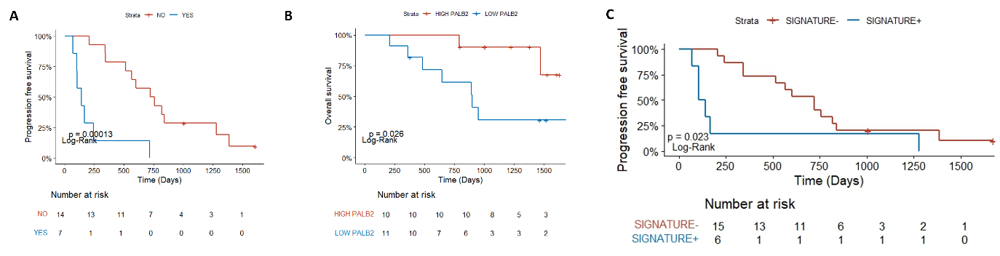 A
Strata NO YES
Progression free survival
100%
75%
50%
25%
0%
p = 0.00013
Log-Rank
0 250 500 750 1000 1250 1500
Time (Days)
Number at risk
NO 14 13 11 7 4 3 1
YES 7 1 1 0 0 0 0
B
Strata HIGH PALB2 LOW PALB2
Overall survival
100%
75%
50%
25%
0%
p = 0.026
Log-Rank
0 250 500 750 1000 1250 1500
Time (Days)
Number at risk
HIGH PALB2 10 10 10 10 8 5 3
LOW PALB2 11 10 7 6 3 3 2
C
Strata SIGNATURE- SIGNATURE+
Progression free survival
100%
75%
50%
25%
0%
p = 0.023
Log-Rank
0 250 500 750 1000 1250 1500
Time (Days)
Number at risk
SIGNATURE- 15 13 11 6 3 2 1
SIGNATURE+ 6 1 1 1 1 1 0